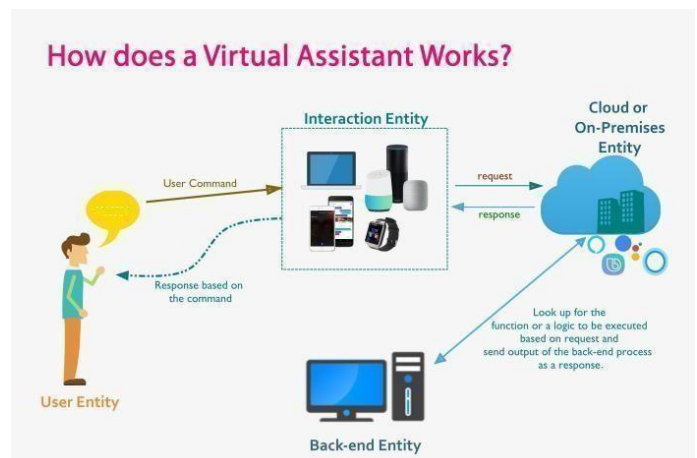 How does a Virtual Assistant Works?
Interaction Entity
Cloud or
On-Premises
Entity
User Command
request
response
Response based on
the command
Look up for the
function or a logic to be executed
based on request and
send output of the back-end process
as a response.
User Entity
Back-end Entity